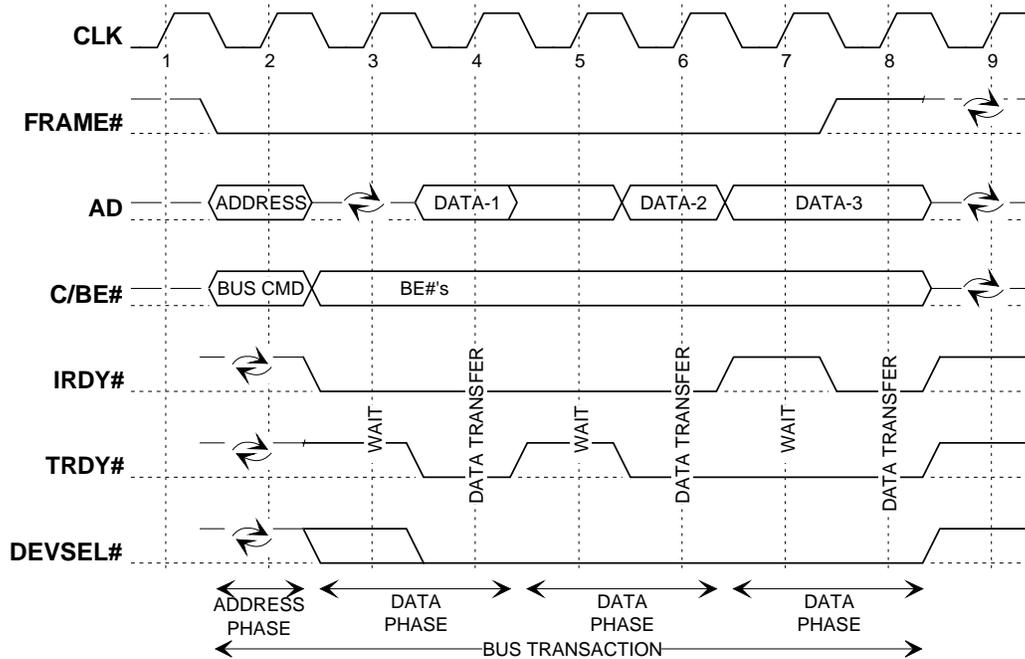 CLK
1 2 3 4 5 6 7 8 9
FRAME#
AD
ADDRESS DATA-1 DATA-2 DATA-3
C/BE#
BUS CMD BE#'s
IRDY#
WAIT
DATA TRANSFER
WAIT
DATA TRANSFER
WAIT
DATA TRANSFER
TRDY#
DEVSEL#
ADDRESS
PHASE
DATA
PHASE
DATA
PHASE
DATA
PHASE
BUS TRANSACTION